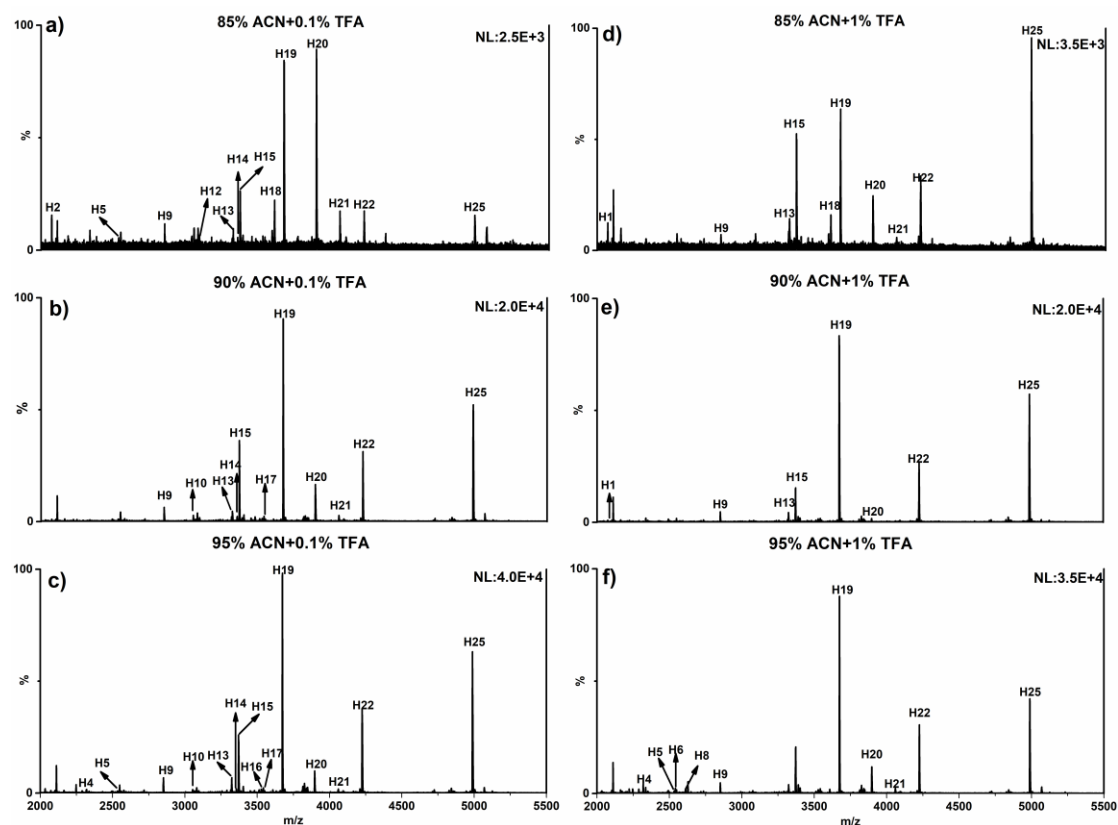 85% ACN+0.1% TFA
a)
NL:2.5E+3
100
%
0
H2
H5
H9
H12
H13
H14
H15
H18
H19
H20
H21
H22
H25
85% ACN+1% TFA
d)
NL:3.5E+3
100
%
0
H1
H9
H13
H15
H18
H19
H20
H21
H22
H25
90% ACN+0.1% TFA
b)
NL:2.0E+4
100
%
0
H9
H10
H13
H14
H15
H17
H19
H20
H21
H22
H25
90% ACN+1% TFA
e)
NL:2.0E+4
100
%
0
H1
H9
H13
H15
H19
H20
H22
H25
95% ACN+0.1% TFA
c)
NL:4.0E+4
100
%
0
H4
H5
H9
H10
H13
H14
H15
H16
H17
H19
H20
H21
H22
H25
2000 2500 3000 3500 4000 4500 5000 5500
m/z
95% ACN+1% TFA
f)
NL:3.5E+4
100
%
0
H4
H5
H6
H8
H9
H19
H20
H21
H22
H25
2000 2500 3000 3500 4000 4500 5000 5500
m/z